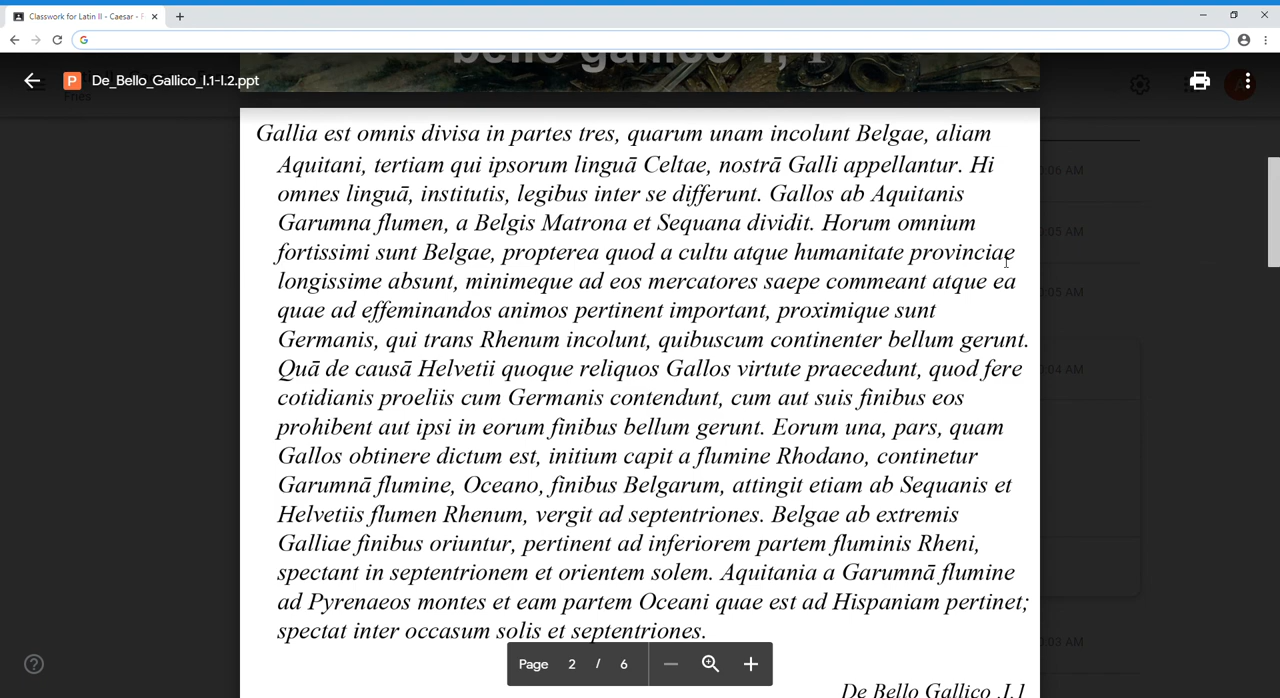 Classwork for Latin II - Caesar - F
De_Bello_Gallico_I.1-I.2.ppt
Gallia est omnis divisa in partes tres, quarum unam incolunt Belgae, aliam
Aquitani, tertiam qui ipsorum linguā Celtae, nostrā Galli appellantur. Hi
omnes linguā, institutis, legibus inter se differunt. Gallos ab Aquitanis
Garumna flumen, a Belgis Matrona et Sequana dividit. Horum omnium
fortissimi sunt Belgae, propterea quod a cultu atque humanitate provinciae
longissime absunt, minimeque ad eos mercatores saepe commeant atque ea
quae ad effeminandos animos pertinent important, proximique sunt
Germanis, qui trans Rhenum incolunt, quibuscum continenter bellum gerunt.
Quā de causā Helvetii quoque reliquos Gallos virtute praecedunt, quod fere
cotidianis proeliis cum Germanis contendunt, cum aut suis finibus eos
prohibent aut ipsi in eorum finibus bellum gerunt. Eorum una, pars, quam
Gallos obtinere dictum est, initium capit a flumine Rhodano, continetur
Garumnā flumine, Oceano, finibus Belgarum, attingit etiam ab Sequanis et
Helvetiis flumen Rhenum, vergit ad septentriones. Belgae ab extremis
Galliae finibus oriuntur, pertinent ad inferiorem partem fluminis Rheni,
spectant in septentrionem et orientem solem. Aquitania a Garumnā flumine
ad Pyrenaeos montes et eam partem Oceani quae est ad Hispaniam pertinet;
spectat inter occasum solis et septentriones.
Page 2 / 6
De Bello Gallico .I.1